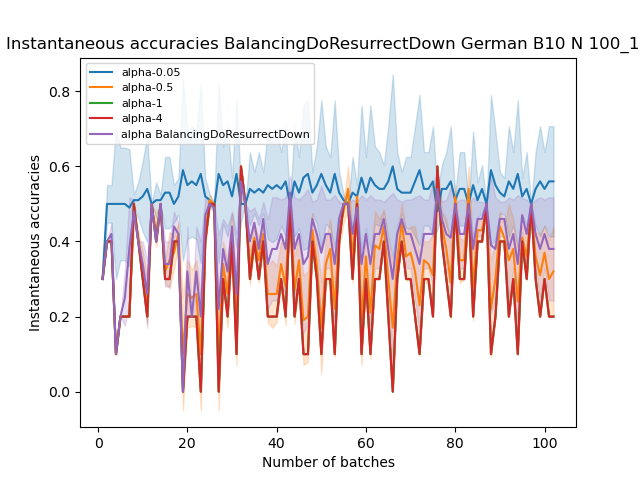 Instantaneous accuracies BalancingDoResurrectDown German B10 N 100_1
alpha-0.05
alpha-0.5
alpha-1
alpha-4
alpha BalancingDoResurrectDown
Instantaneous accuracies
0.8
0.6
0.4
0.2
0.0
0 20 40 60 80 100
Number of batches